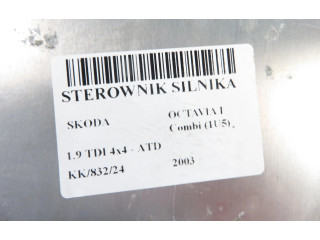 STEROWNIK SILNIKA
SKODA
OCTAVIA I
Combi (1U5)
1.9 TDI 4x4 - ATD
2003
KK/832/24